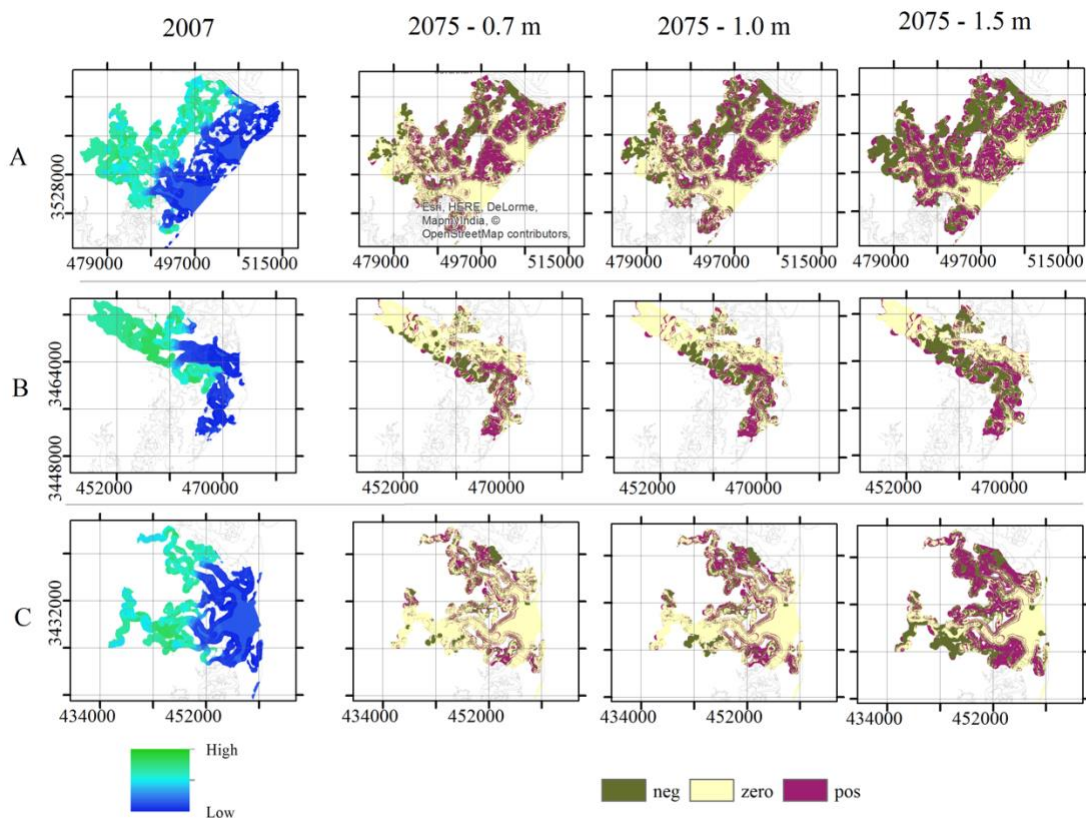 2007
2075 - 0.7 m
2075 - 1.0 m
2075 - 1.5 m
A
3528000
Esri, HERE, DeLorme,
MapmyIndia, ©
OpenStreetMap contributors,
479000 497000 515000
479000 497000 515000
479000 497000 515000
479000 497000 515000
B
3464000
3448000
452000 470000
452000 470000
452000 470000
452000 470000
C
3432000
434000 452000
434000 452000
434000 452000
434000 452000
High
Low
neg
zero
pos